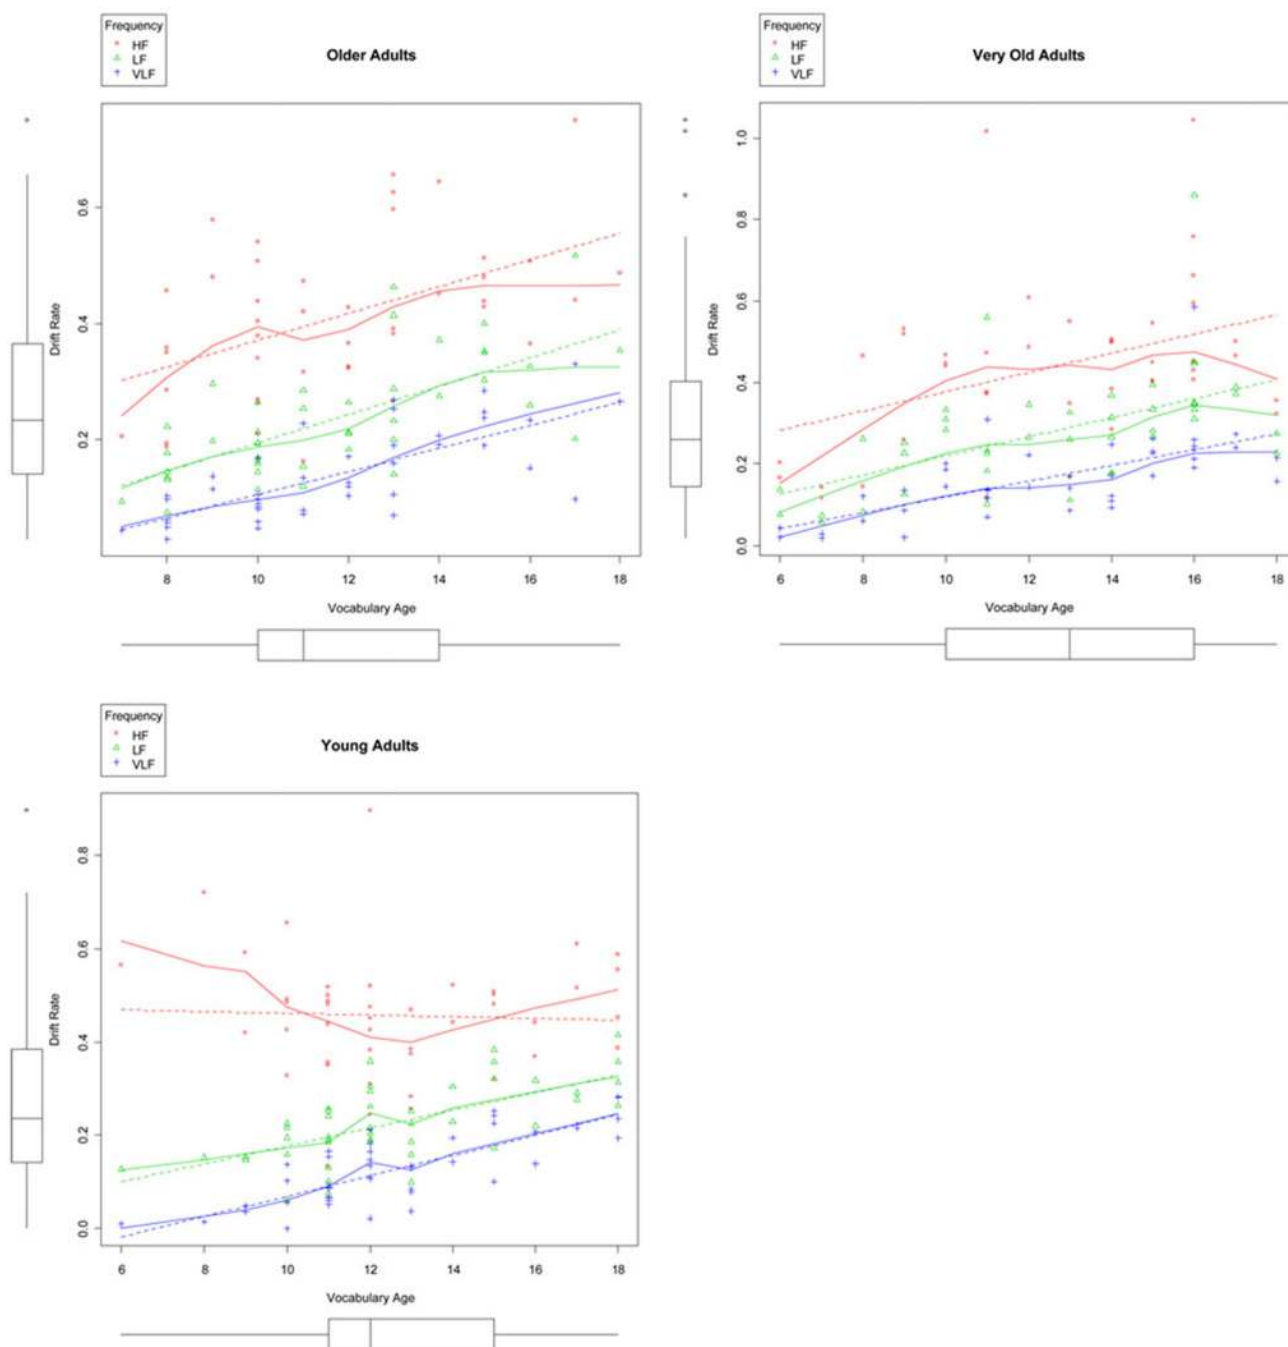 Frequency
HF
LF
VLF
Older Adults
Drift Rate
0.6
0.4
0.2
8 10 12 14 16 18
Vocabulary Age
Frequency
HF
LF
VLF
Very Old Adults
Drift Rate
1.0
0.8
0.6
0.4
0.2
0.0
6 8 10 12 14 16 18
Vocabulary Age
Frequency
HF
LF
VLF
Young Adults
Drift Rate
0.8
0.6
0.4
0.2
0.0
6 8 10 12 14 16 18
Vocabulary Age